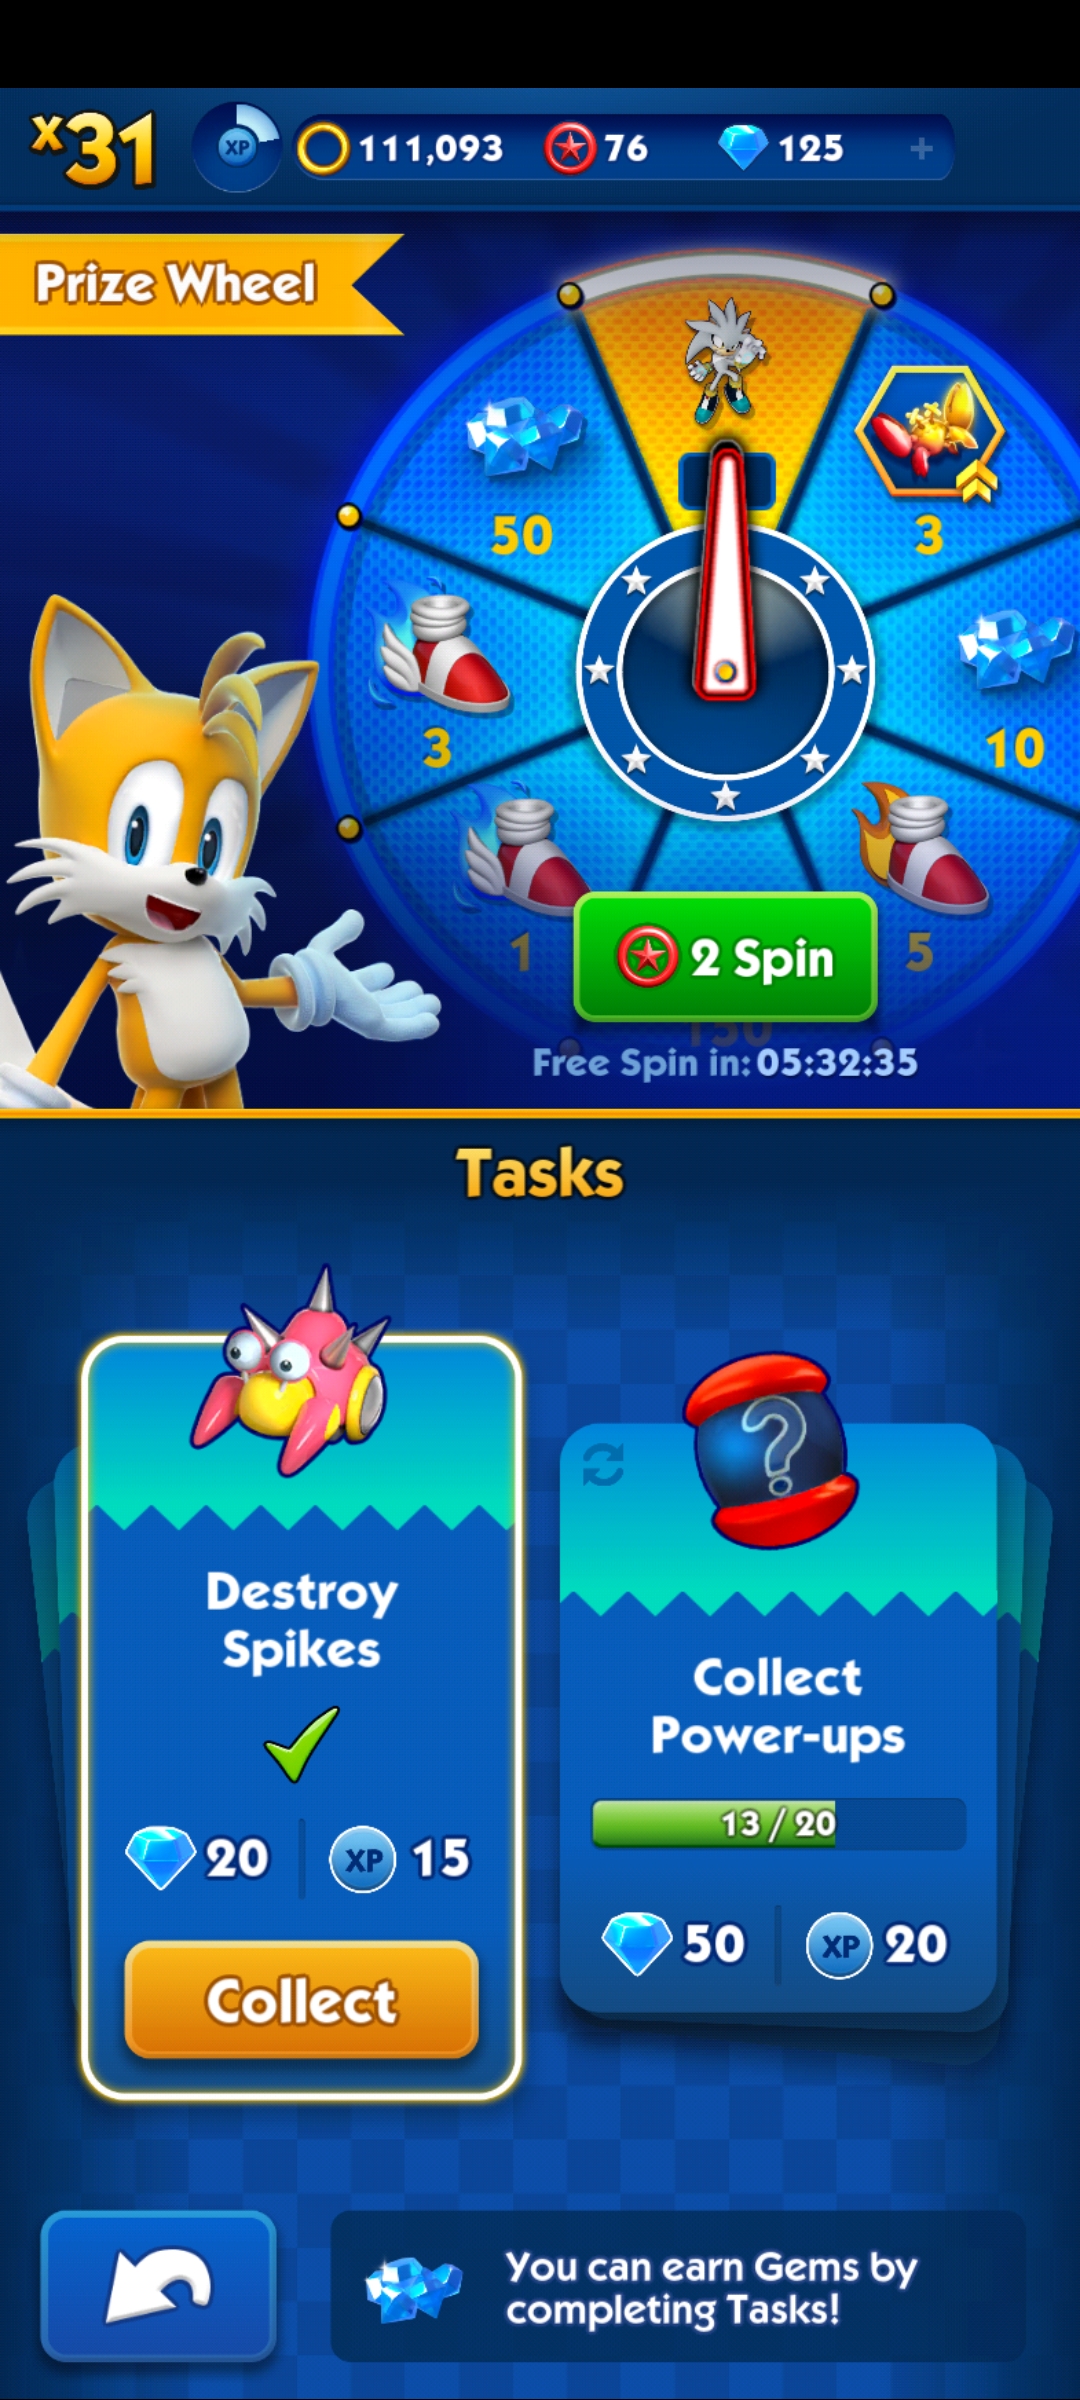 x31
XP
111,093
76
125
+
Prize Wheel
50
3
3
10
1
5
2 Spin
150
Free Spin in: 05:32:35
Tasks
Destroy
Spikes
20
XP
15
Collect
?
Collect
Power-ups
13 / 20
50
XP
20
You can earn Gems by
completing Tasks!